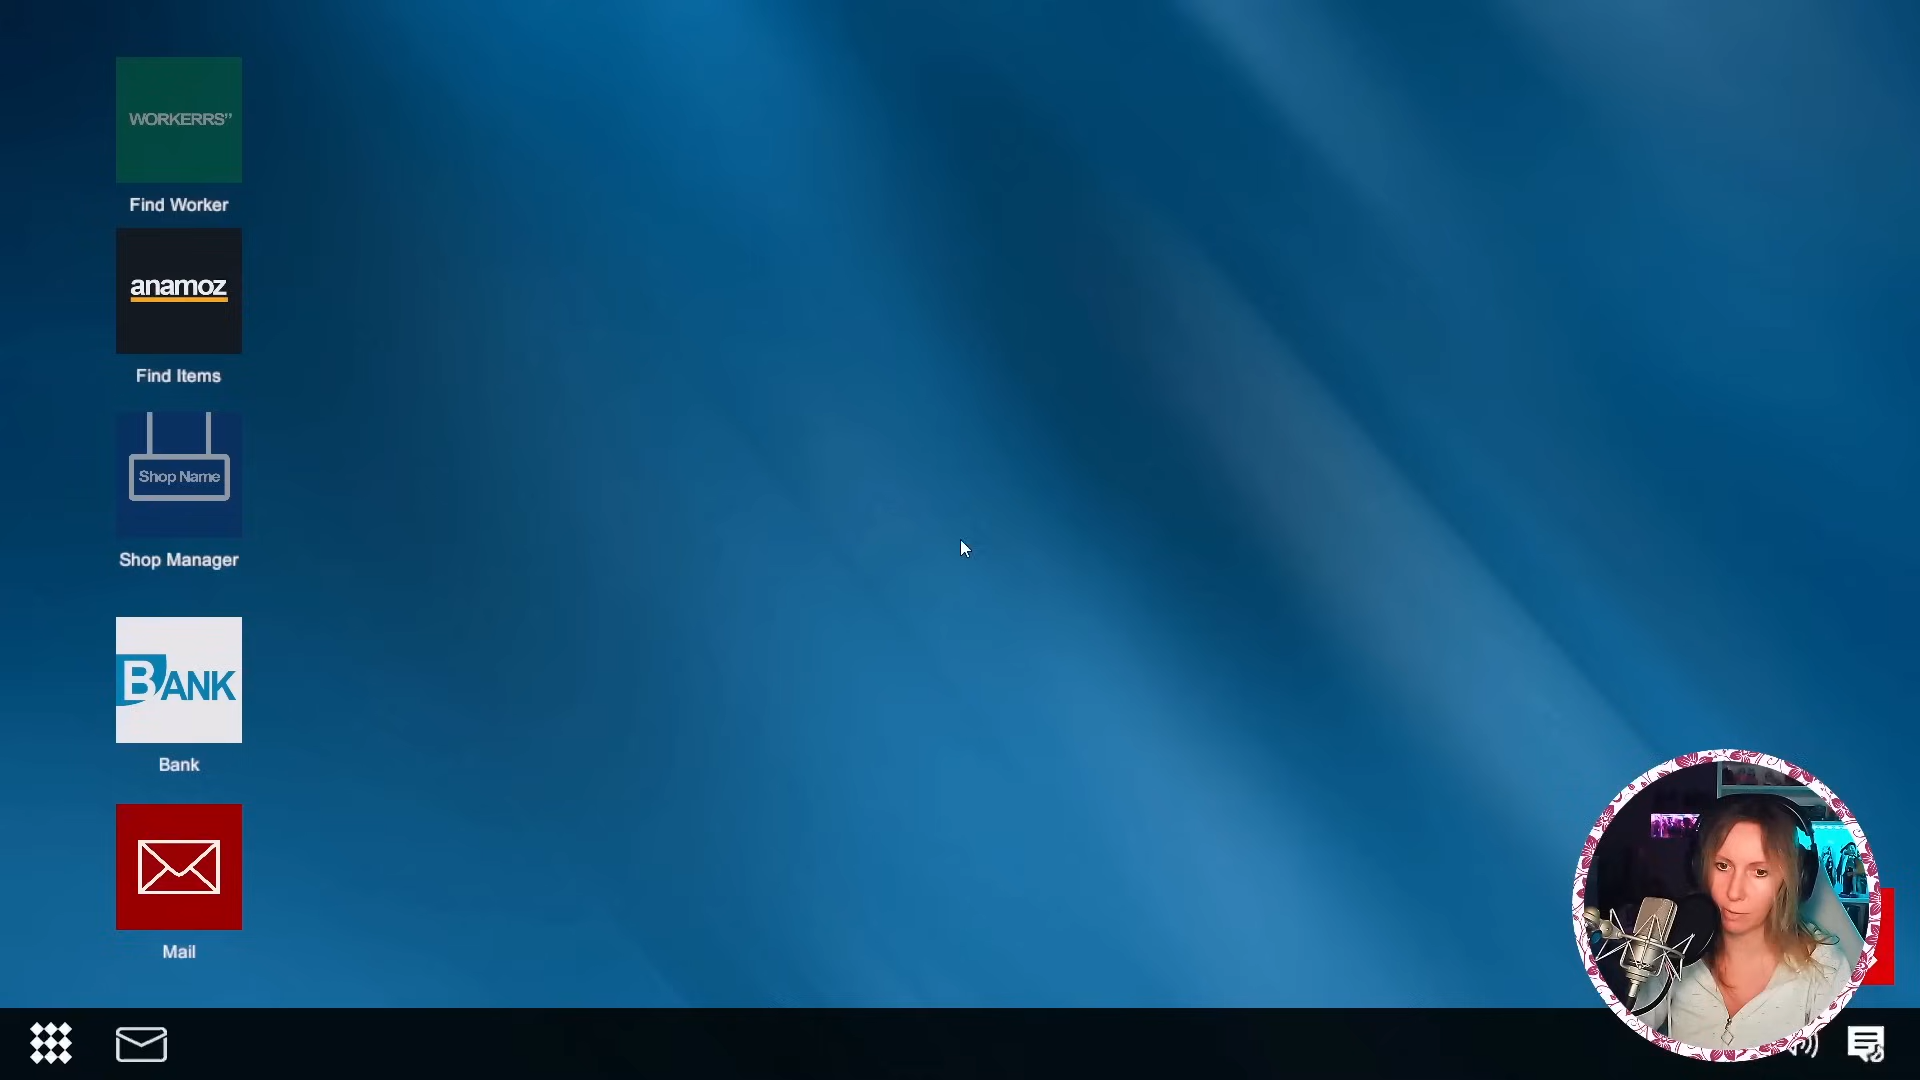 WORKERRS"
Find Worker
anamoz
Find Items
Shop Name
Shop Manager
BANK
Bank
Mail